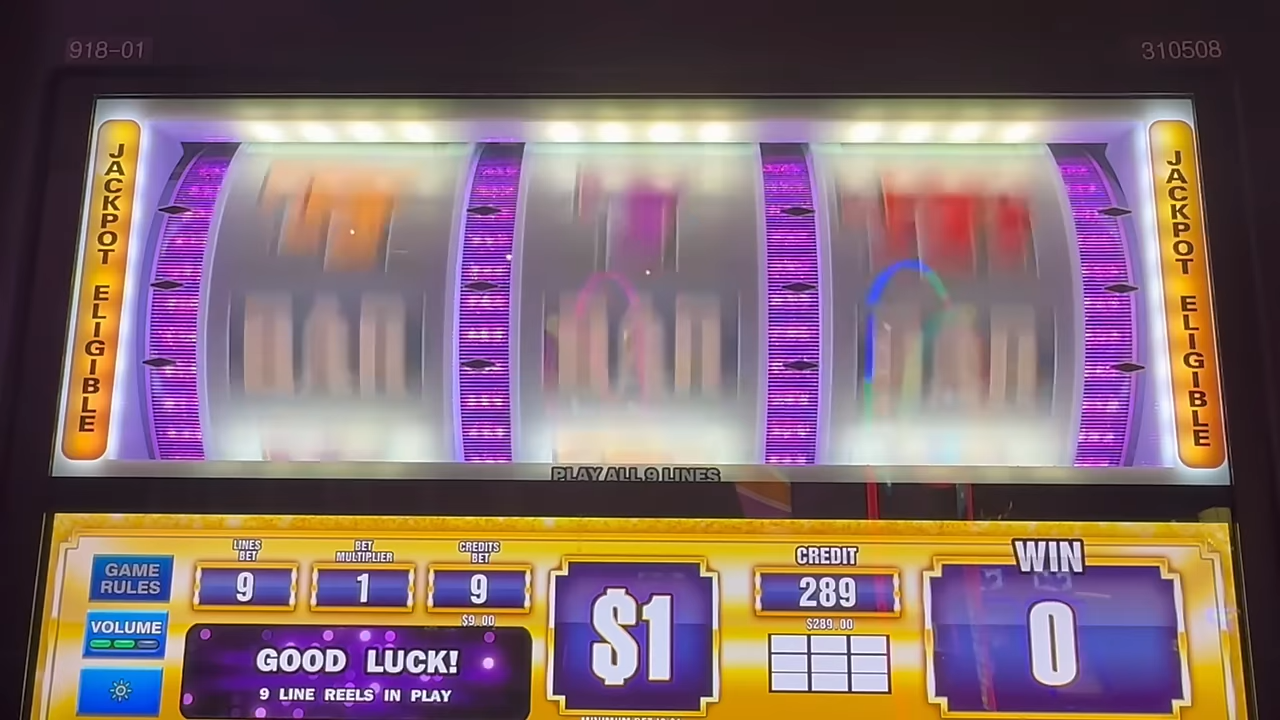 918-01
310508
JACKPOT ELIGIBLE
JACKPOT ELIGIBLE
PLAY ALL 9 LINES
GAME RULES
VOLUME
LINES BET
9
BET MULTIPLIER
1
CREDITS BET
9
$9.00
GOOD LUCK!
9 LINE REELS IN PLAY
$1
CREDIT
289
$289.00
WIN
0